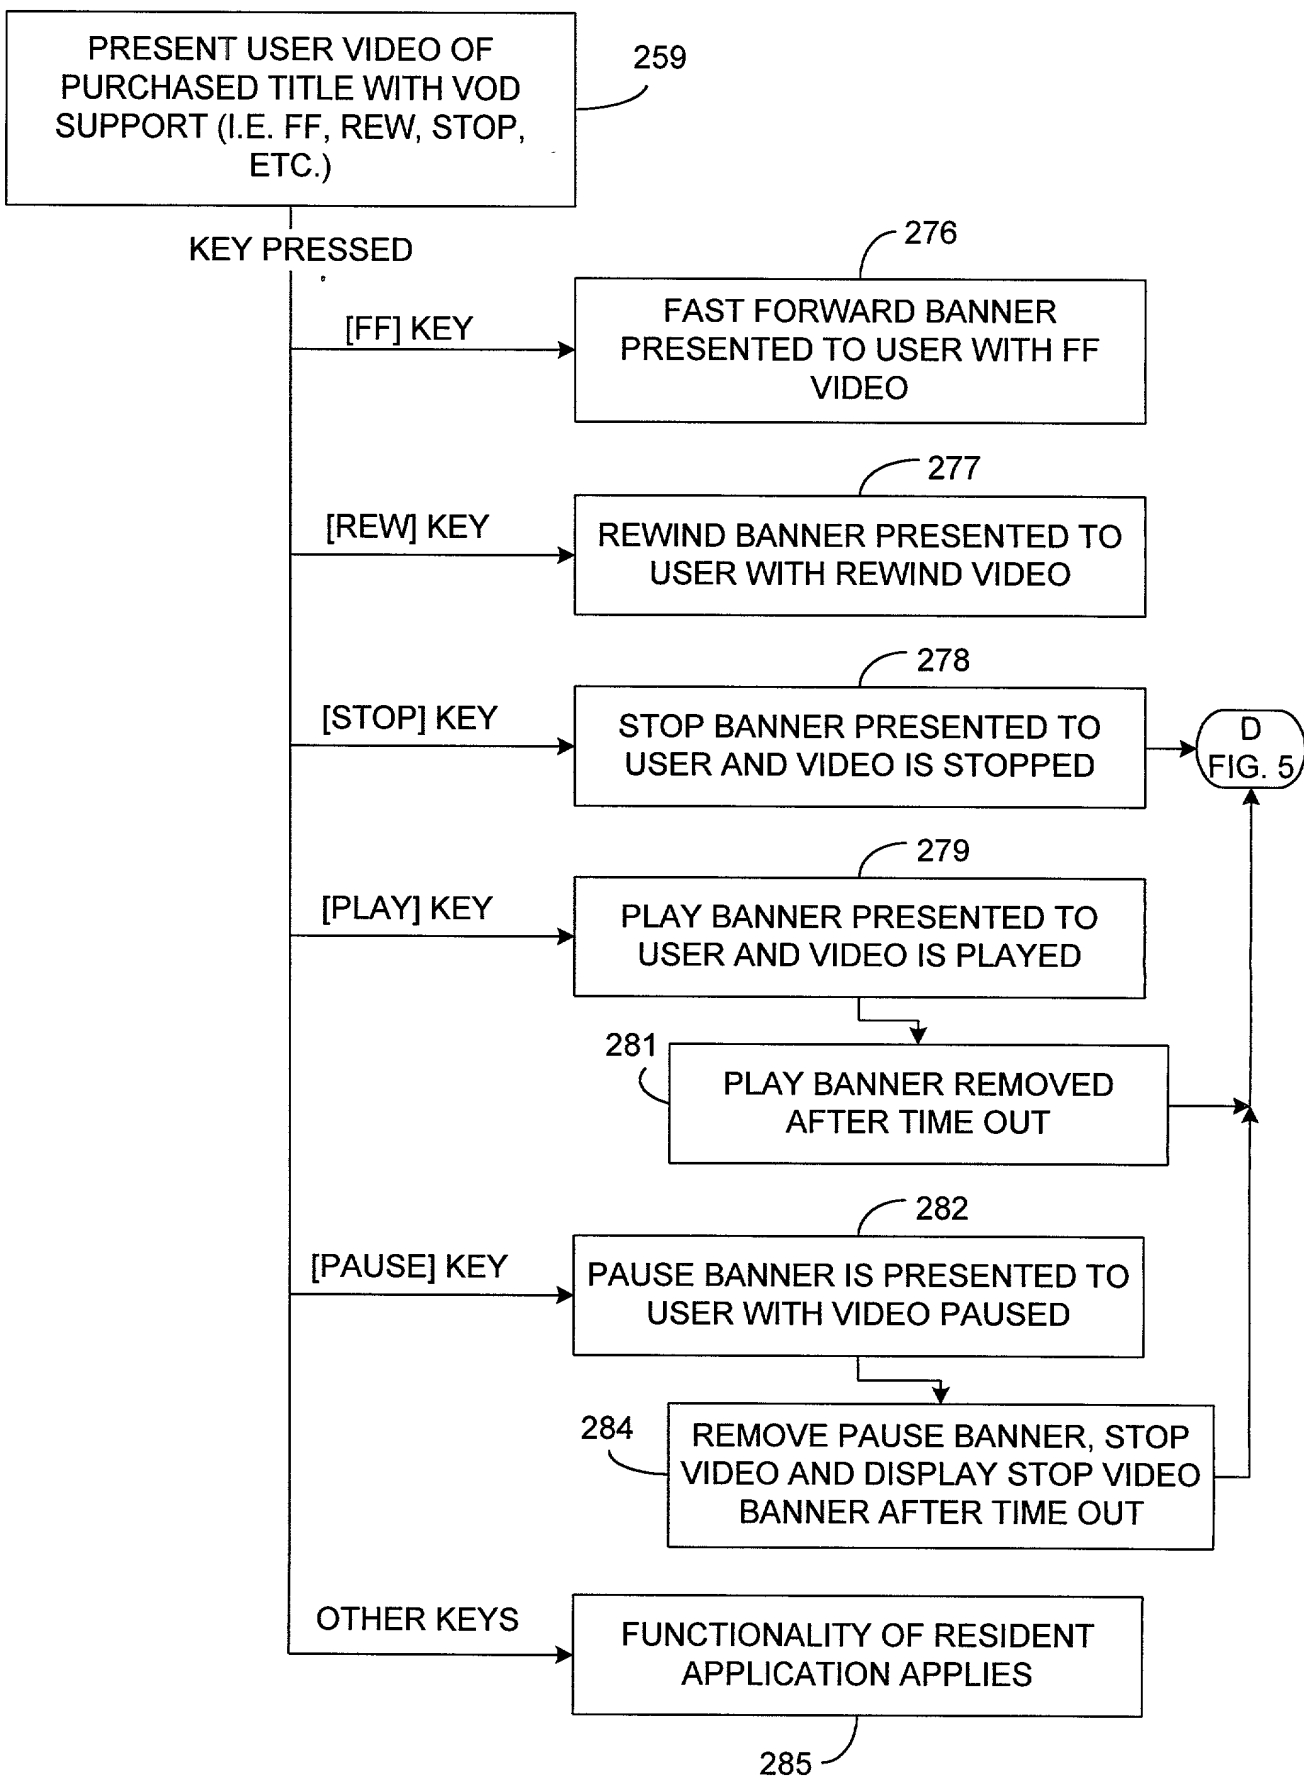 PRESENT USER VIDEO OF
PURCHASED TITLE WITH VOD
SUPPORT (I.E. FF, REW, STOP,
ETC.)
259
KEY PRESSED
276
[FF] KEY
FAST FORWARD BANNER
PRESENTED TO USER WITH FF
VIDEO
277
[REW] KEY
REWIND BANNER PRESENTED TO
USER WITH REWIND VIDEO
278
[STOP] KEY
STOP BANNER PRESENTED TO
USER AND VIDEO IS STOPPED
D
FIG. 5
279
[PLAY] KEY
PLAY BANNER PRESENTED TO
USER AND VIDEO IS PLAYED
281
PLAY BANNER REMOVED
AFTER TIME OUT
282
[PAUSE] KEY
PAUSE BANNER IS PRESENTED TO
USER WITH VIDEO PAUSED
284
REMOVE PAUSE BANNER, STOP
VIDEO AND DISPLAY STOP VIDEO
BANNER AFTER TIME OUT
OTHER KEYS
FUNCTIONALITY OF RESIDENT
APPLICATION APPLIES
285